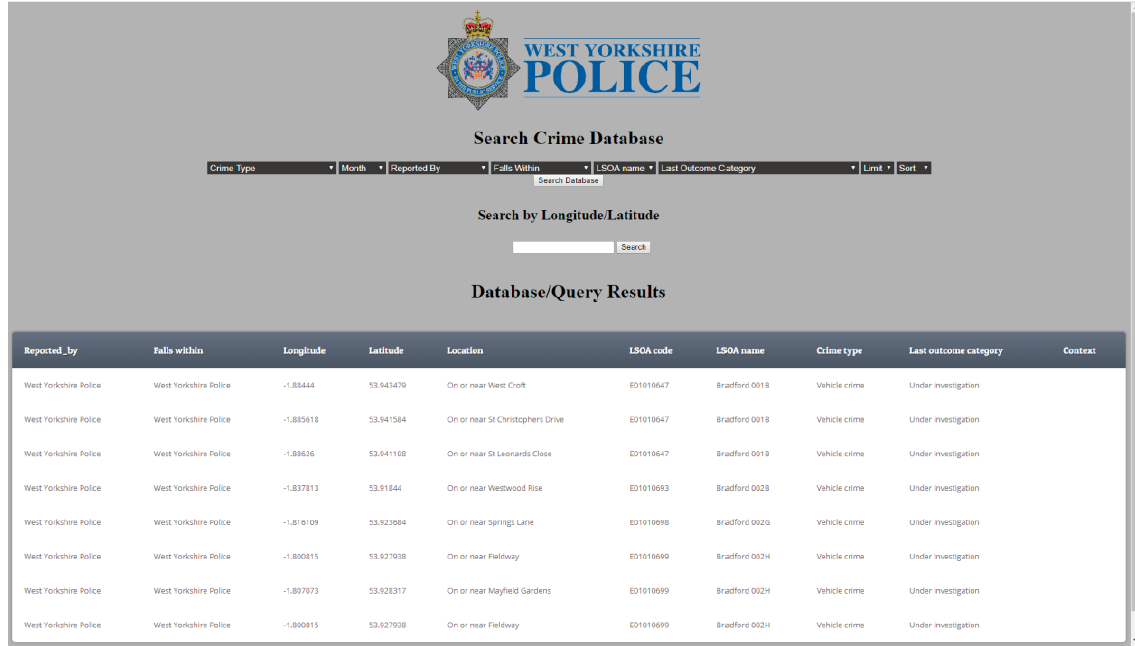 WEST YORKSHIRE
POLICE
Search Crime Database
Crime Type Month Reported By Falls Within LSOA name Last Outcome Category Limit Sort
Search Database
Search by Longitude/Latitude
Search
Database/Query Results
Reported_by Falls within Longitude Latitude Location LSOA code LSOA name Crime type Last outcome category Context
West Yorkshire Police West Yorkshire Police -1.88444 53.943479 On or near West Croft E01010647 Bradford 001B Vehicle crime Under investigation
West Yorkshire Police West Yorkshire Police -1.885618 53.941584 On or near St Christophers Drive E01010647 Bradford 001B Vehicle crime Under investigation
West Yorkshire Police West Yorkshire Police -1.88626 53.941108 On or near St Leonards Close E01010647 Bradford 001B Vehicle crime Under investigation
West Yorkshire Police West Yorkshire Police -1.837813 53.91844 On or near Westwood Rise E01010693 Bradford 002B Vehicle crime Under investigation
West Yorkshire Police West Yorkshire Police -1.816109 53.923684 On or near Springs Lane E01010698 Bradford 002G Vehicle crime Under investigation
West Yorkshire Police West Yorkshire Police -1.800815 53.927938 On or near Fieldway E01010699 Bradford 002H Vehicle crime Under investigation
West Yorkshire Police West Yorkshire Police -1.807073 53.928317 On or near Mayfield Gardens E01010699 Bradford 002H Vehicle crime Under investigation
West Yorkshire Police West Yorkshire Police -1.800815 53.927938 On or near Fieldway E01010699 Bradford 002H Vehicle crime Under investigation